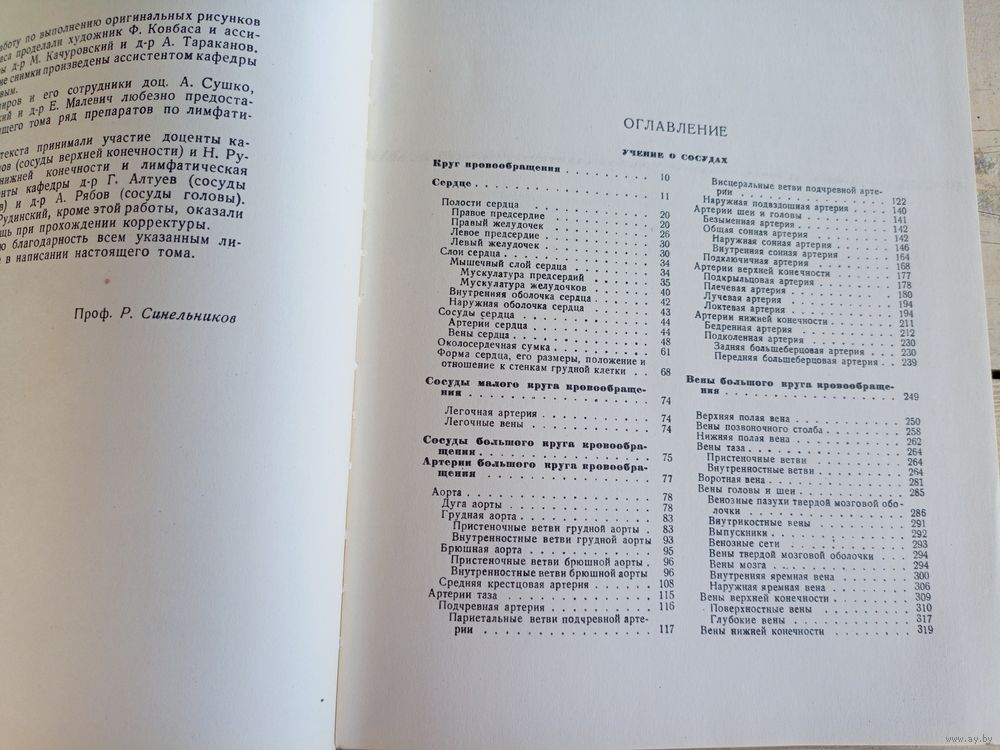 аботу по выполнению оригинальных рисунков
аса проделали художник Ф. Ковбаса и асси-
ры д-р М. Качуровский и д-р А. Тараканов.
ие снимки произведены ассистентом кафедры
вым.
иров и его сотрудники доц. А. Сушко,
кий и д-р Е. Малевич любезно предоста-
щего тома ряд препаратов по лимфати-
текста принимали участие доценты ка-
нов (сосуды верхней конечности) и Н. Ру-
нижней конечности и лимфатическая
енты кафедры д-р Г. Алтуев (сосуды
в) и д-р А. Рябов (сосуды головы).
Рудинский, кроме этой работы, оказали
щь при прохождении корректуры.
ю благодарность всем указанным ли-
е в написании настоящего тома.
Проф. Р. Синельников
ОГЛАВЛЕНИЕ
УЧЕНИЕ О СОСУДАХ
Круг кровообращения 10
Сердце 11
Полости сердца
Правое предсердие 20
Правый желудочек 20
Левое предсердие 26
Левый желудочек 30
Слои сердца 30
Мышечный слой сердца 34
Мускулатура предсердий 34
Мускулатура желудочков 35
Внутренняя оболочка сердца 40
Наружная оболочка сердца 42
Сосуды сердца 43
Артерии сердца 44
Вены сердца 44
Околосердечная сумка 48
Форма сердца, его размеры, положение и 61
отношение к стенкам грудной клетки 68
Сосуды малого круга кровообраще-
ния 74
Легочная артерия 74
Легочные вены 74
Сосуды большого круга кровообра-
щения 75
Артерии большого круга кровообра-
щения 77
Аорта 78
Дуга аорты 78
Грудная аорта 83
Пристеночные ветви грудной аорты 83
Внутренностные ветви грудной аорты 93
Брюшная аорта 95
Пристеночные ветви брюшной аорты 96
Внутренностные ветви брюшной аорты 96
Средняя крестцовая артерия 108
Артерии таза 115
Подчревная артерия 116
Париетальные ветви подчревной арте-
рии 117
Висцеральные ветви подчревной арте-
рии 122
Наружная подвздошная артерия 140
Артерии шеи и головы 141
Безыменная артерия 142
Общая сонная артерия 142
Наружная сонная артерия 146
Внутренняя сонная артерия 164
Подключичная артерия 168
Артерии верхней конечности 177
Подкрыльцовая артерия 178
Плечевая артерия 180
Лучевая артерия 194
Локтевая артерия 194
Артерии нижней конечности 211
Бедренная артерия 212
Подколенная артерия 230
Задняя большеберцовая артерия 230
Передняя большеберцовая артерия 239
Вены большого круга кровообраще-
ния 249
Верхняя полая вена 250
Вены позвоночного столба 258
Нижняя полая вена 262
Вены таза 264
Пристеночные ветви 264
Внутренностные ветви 264
Воротная вена 281
Вены головы и шеи 285
Венозные пазухи твердой мозговой обо-
лочки 286
Внутрикостные вены 291
Выпускники 292
Венозные сети 293
Вены твердой мозговой оболочки 294
Вены мозга 294
Внутренняя яремная вена 300
Наружная яремная вена 306
Вены верхней конечности 309
Поверхностные вены 310
Глубокие вены 317
Вены нижней конечности 319
www.ay.by